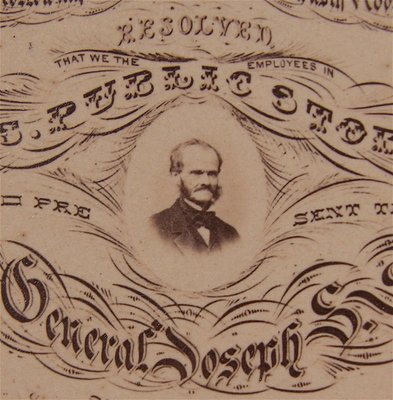 RESOLVED
THAT WE THE EMPLOYEES IN
S. PUBLIC STO
D PRE SENT T
General Joseph S.